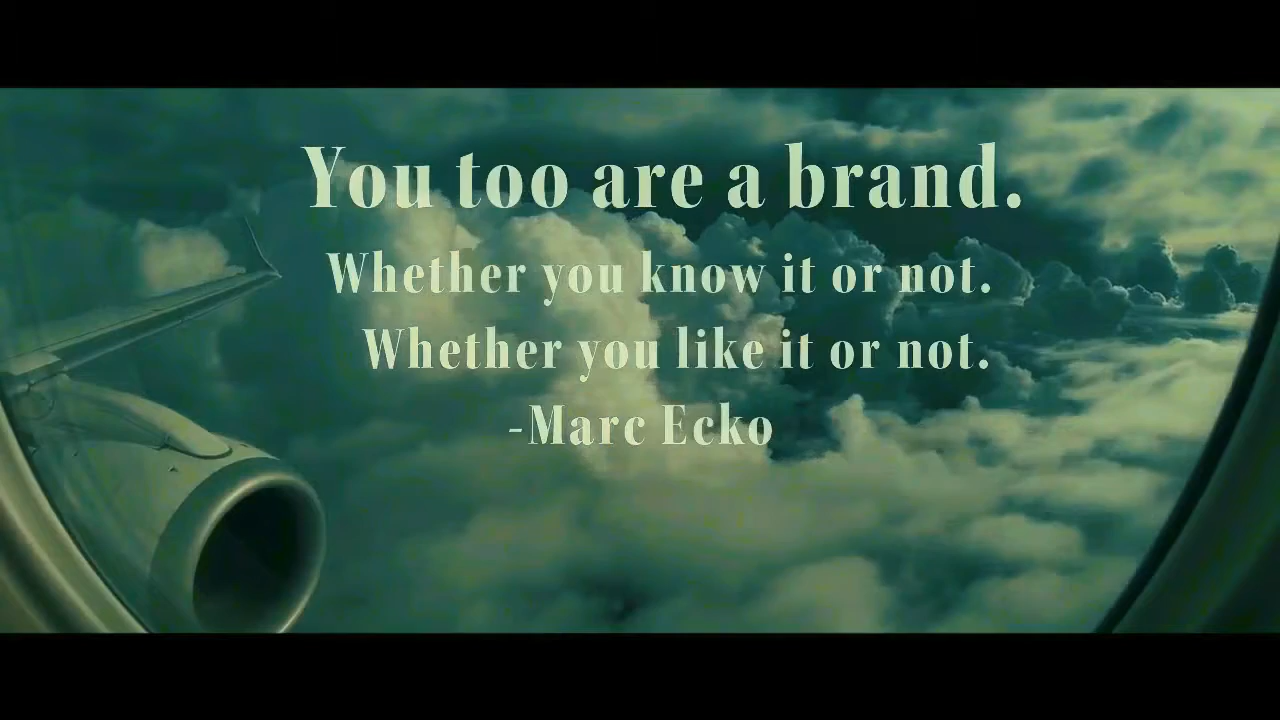 You too are a brand.
Whether you know it or not.
Whether you like it or not.
-Marc Ecko